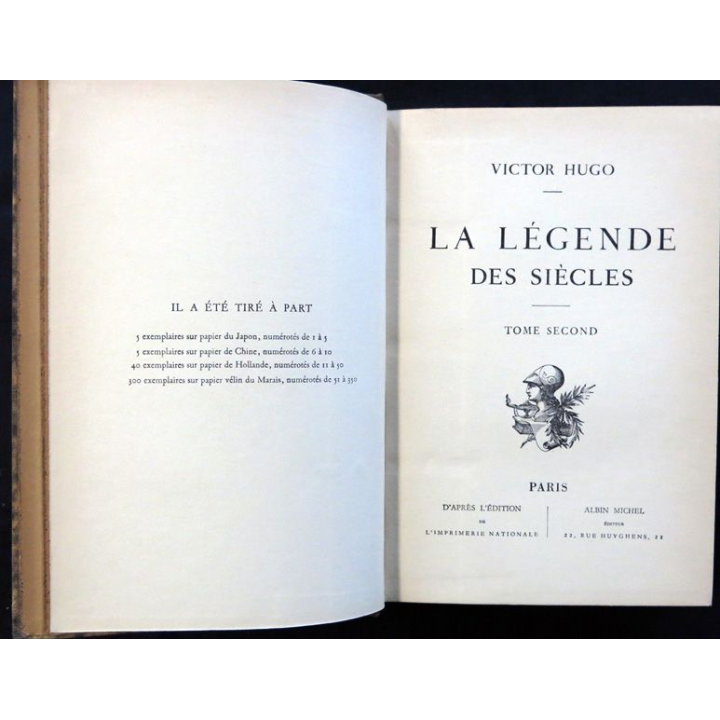 IL A ÉTÉ TIRÉ À PART
5 exemplaires sur papier du Japon, numérotés de 1 à 5
5 exemplaires sur papier de Chine, numérotés de 6 à 10
40 exemplaires sur papier de Hollande, numérotés de 11 à 50
300 exemplaires sur papier vélin du Marais, numérotés de 51 à 350
VICTOR HUGO
LA LÉGENDE
DES SIÈCLES
TOME SECOND
PARIS
D'APRÈS L'ÉDITION
DE
L'IMPRIMERIE NATIONALE
ALBIN MICHEL
ÉDITEUR
22, RUE HUYGHENS, 22